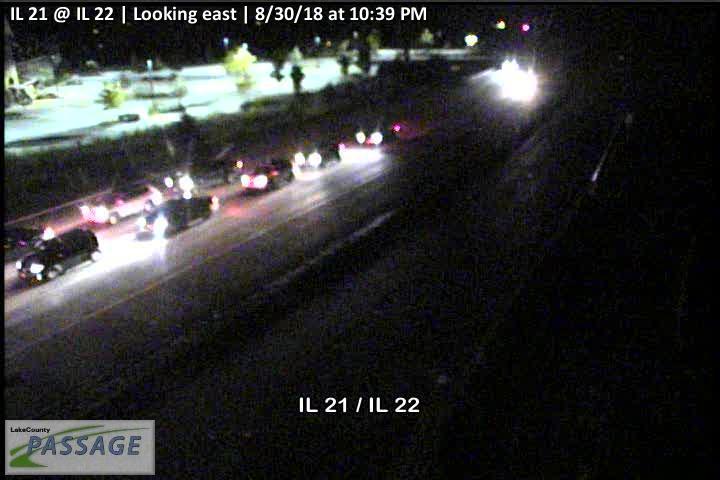 IL 21 @ IL 22 | Looking east | 8/30/18 at 10:39 PM
IL 21 / IL 22
LakeCounty
PASSAGE